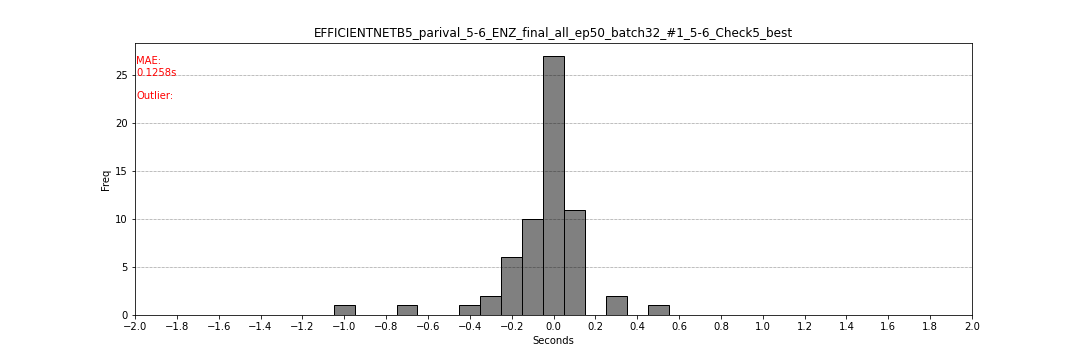 EFFICIENTNETB5_parival_5-6_ENZ_final_all_ep50_batch32_#1_5-6_Check5_best
MAE:
0.1258s
Outlier:
25
20
15
10
5
0
Freq
−2.0 −1.8 −1.6 −1.4 −1.2 −1.0 −0.8 −0.6 −0.4 −0.2 0.0 0.2 0.4 0.6 0.8 1.0 1.2 1.4 1.6 1.8 2.0
Seconds